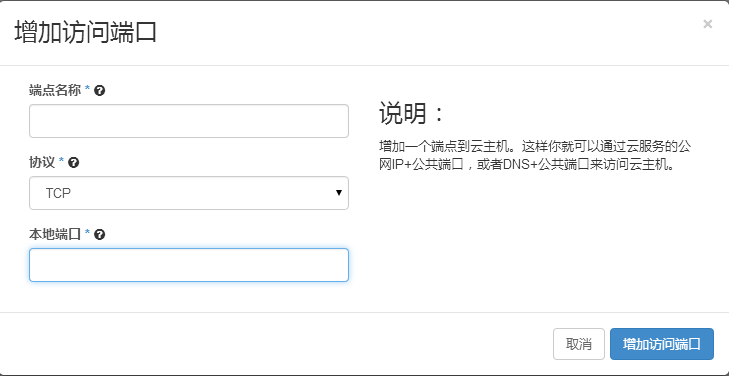 增加访问端口
×
端点名称 *
协议 *
TCP
本地端口 *
说明：
增加一个端点到云主机。这样你就可以通过云服务的公
网IP+公共端口，或者DNS+公共端口来访问云主机。
取消
增加访问端口